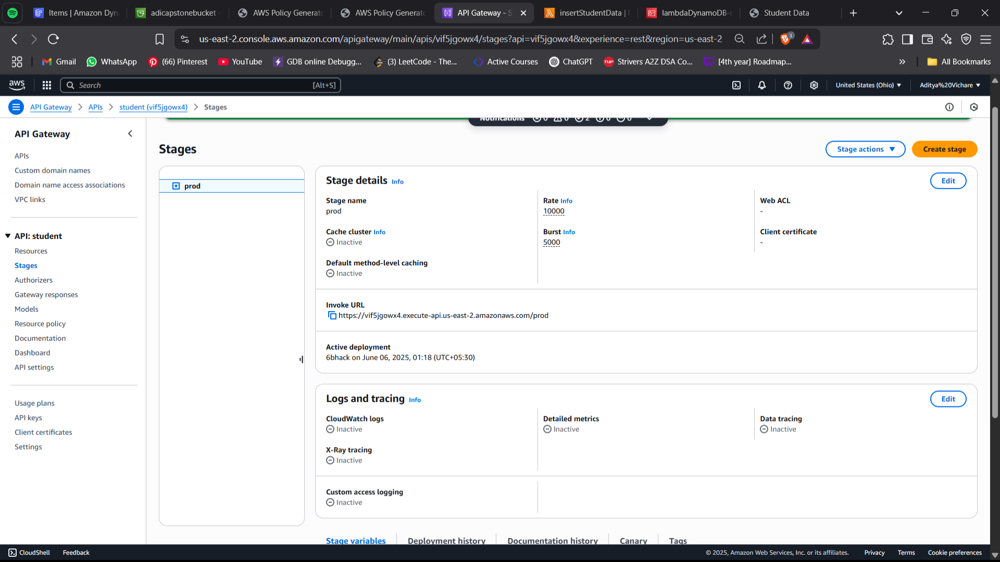 Items | Amazon Dyn
adicapstonebucket -
AWS Policy Generato
AWS Policy Generato
API Gateway - S
insertStudentData | F
lambdaDynamoDB-r
Student Data
us-east-2.console.aws.amazon.com/apigateway/main/apis/vif5jgowx4/stages?api=vif5jgowx4&experience=rest&region=us-east-2
3
Gmail
WhatsApp
(66) Pinterest
YouTube
GDB online Debugg...
(3) LeetCode - The...
Active Courses
ChatGPT
Strivers A2Z DSA Co...
[4th year] Roadmap...
All Bookmarks
aws
Search
[Alt+S]
United States (Ohio)
Aditya%20Vichare
API Gateway
APIs
student (vif5jgowx4)
Stages
Notifications 0 0 2 0 0
API Gateway
APIs
Custom domain names
Domain name access associations
VPC links
API: student
Resources
Stages
Authorizers
Gateway responses
Models
Resource policy
Documentation
Dashboard
API settings
Usage plans
API keys
Client certificates
Settings
Stages
Stage actions
Create stage
prod
Stage details Info
Edit
Stage name
prod
Rate Info
10000
Web ACL
-
Cache cluster Info
Inactive
Burst Info
5000
Client certificate
-
Default method-level caching
Inactive
Invoke URL
https://vif5jgowx4.execute-api.us-east-2.amazonaws.com/prod
Active deployment
6bhack on June 06, 2025, 01:18 (UTC+05:30)
Logs and tracing Info
Edit
CloudWatch logs
Inactive
Detailed metrics
Inactive
Data tracing
Inactive
X-Ray tracing
Inactive
Custom access logging
Inactive
Stage variables
Deployment history
Documentation history
Canary
Tags
CloudShell
Feedback
© 2025, Amazon Web Services, Inc. or its affiliates.
Privacy
Terms
Cookie preferences